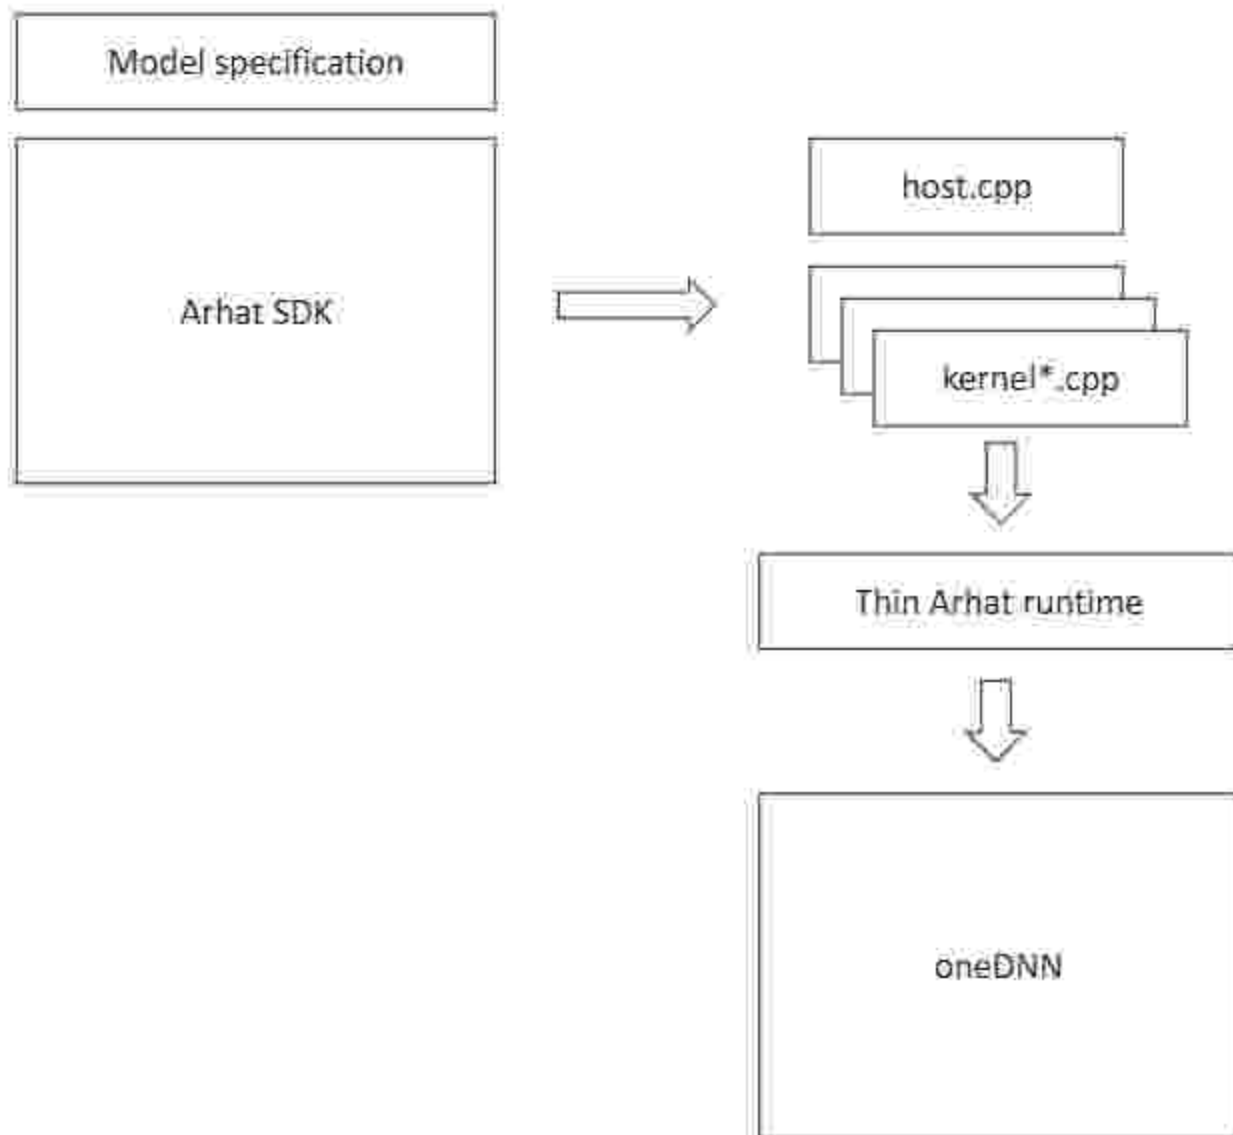 Model specification
Arhat SDK
host.cpp
kernel*.cpp
Thin Arhat runtime
oneDNN